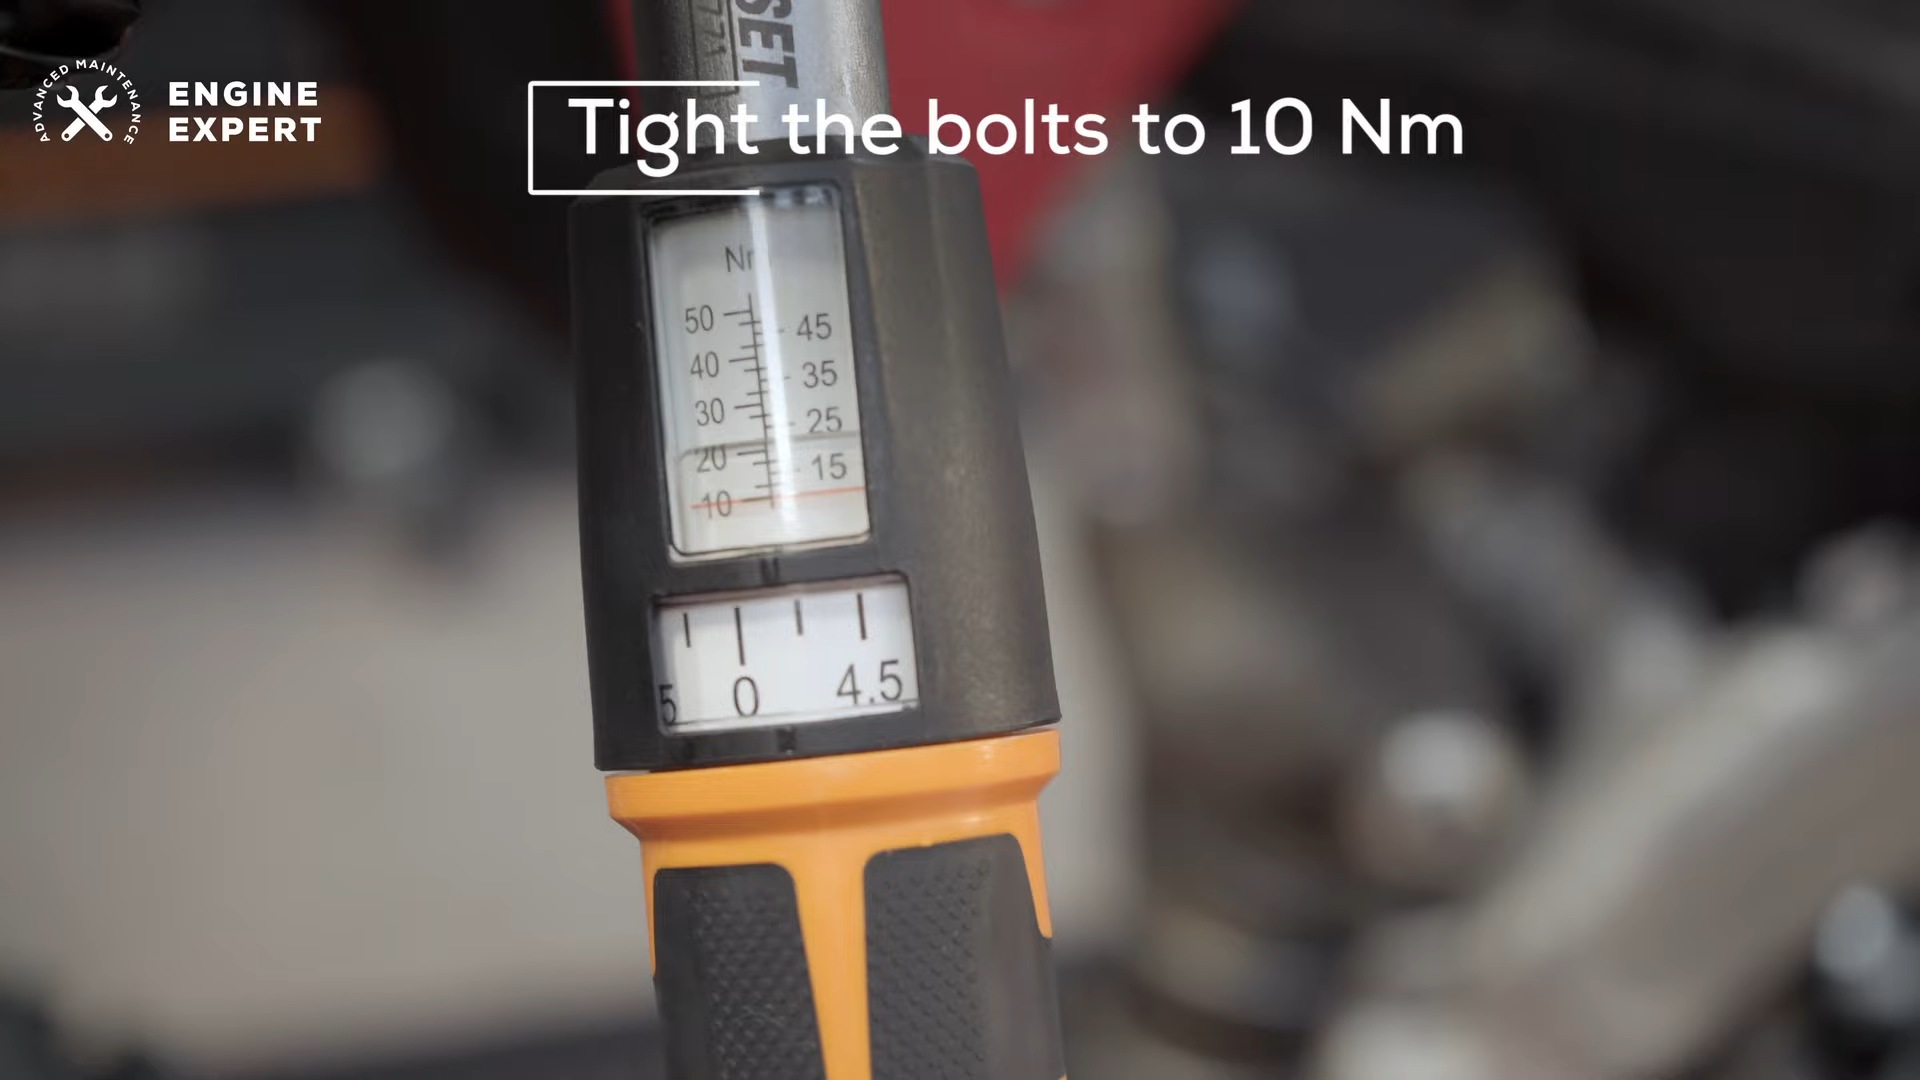 SET
ADVANCED MAINTENANCE
ENGINE
EXPERT
Tight the bolts to 10 Nm
50 45
40 35
30 25
20 15
10
5 0 4.5